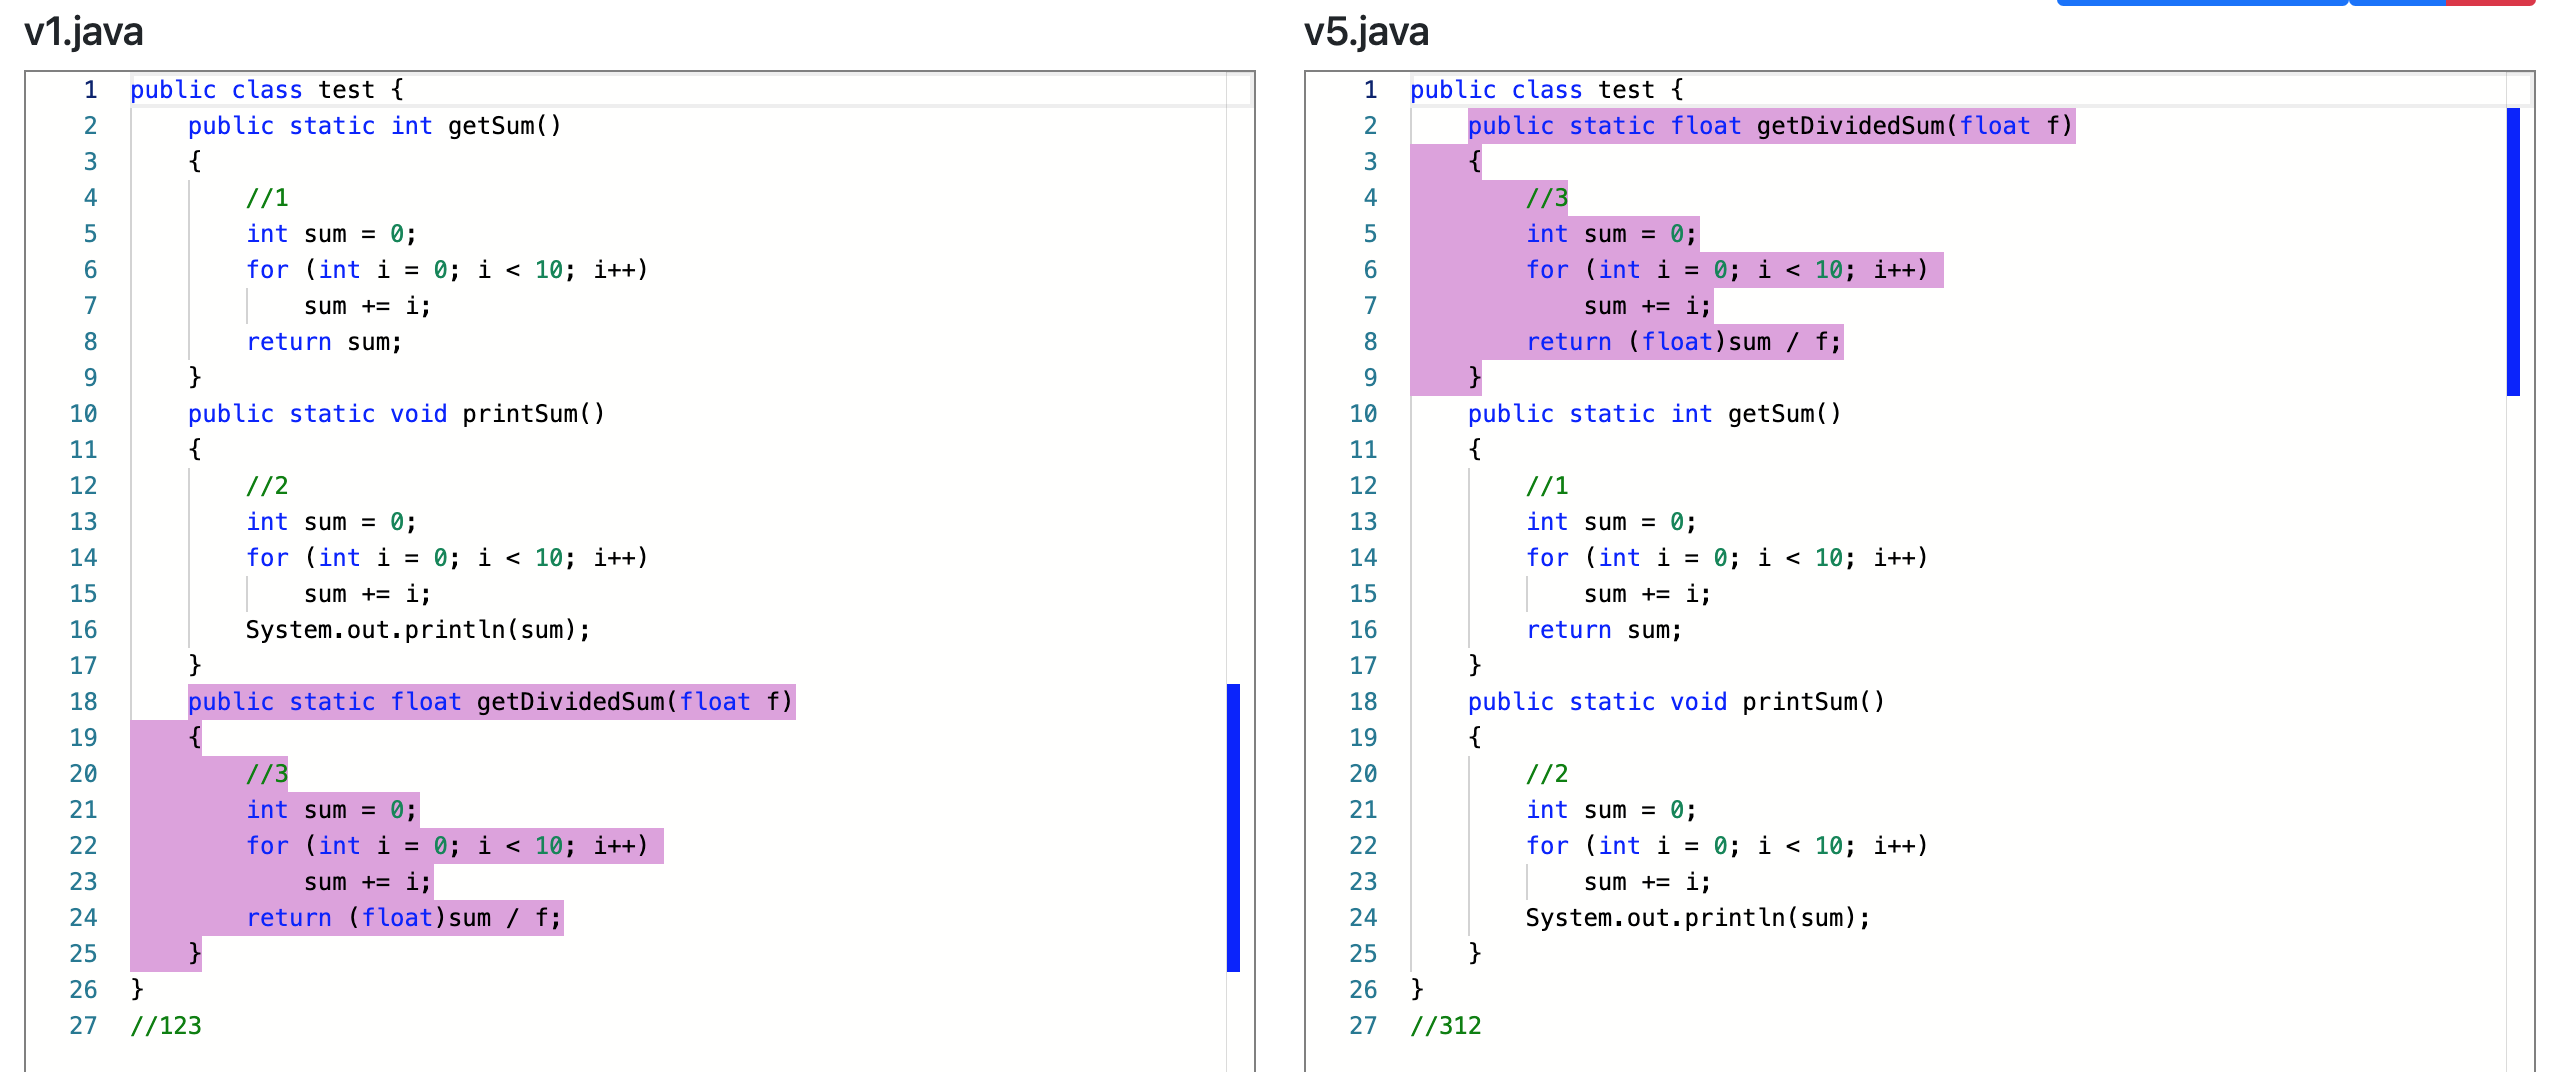 v1.java
1 public class test {
2     public static int getSum()
3     {
4         //1
5         int sum = 0;
6         for (int i = 0; i < 10; i++)
7             sum += i;
8         return sum;
9     }
10     public static void printSum()
11     {
12         //2
13         int sum = 0;
14         for (int i = 0; i < 10; i++)
15             sum += i;
16         System.out.println(sum);
17     }
18     public static float getDividedSum(float f)
19     {
20         //3
21         int sum = 0;
22         for (int i = 0; i < 10; i++)
23             sum += i;
24         return (float)sum / f;
25     }
26 }
27 //123
v5.java
1 public class test {
2     public static float getDividedSum(float f)
3     {
4         //3
5         int sum = 0;
6         for (int i = 0; i < 10; i++)
7             sum += i;
8         return (float)sum / f;
9     }
10     public static int getSum()
11     {
12         //1
13         int sum = 0;
14         for (int i = 0; i < 10; i++)
15             sum += i;
16         return sum;
17     }
18     public static void printSum()
19     {
20         //2
21         int sum = 0;
22         for (int i = 0; i < 10; i++)
23             sum += i;
24         System.out.println(sum);
25     }
26 }
27 //312